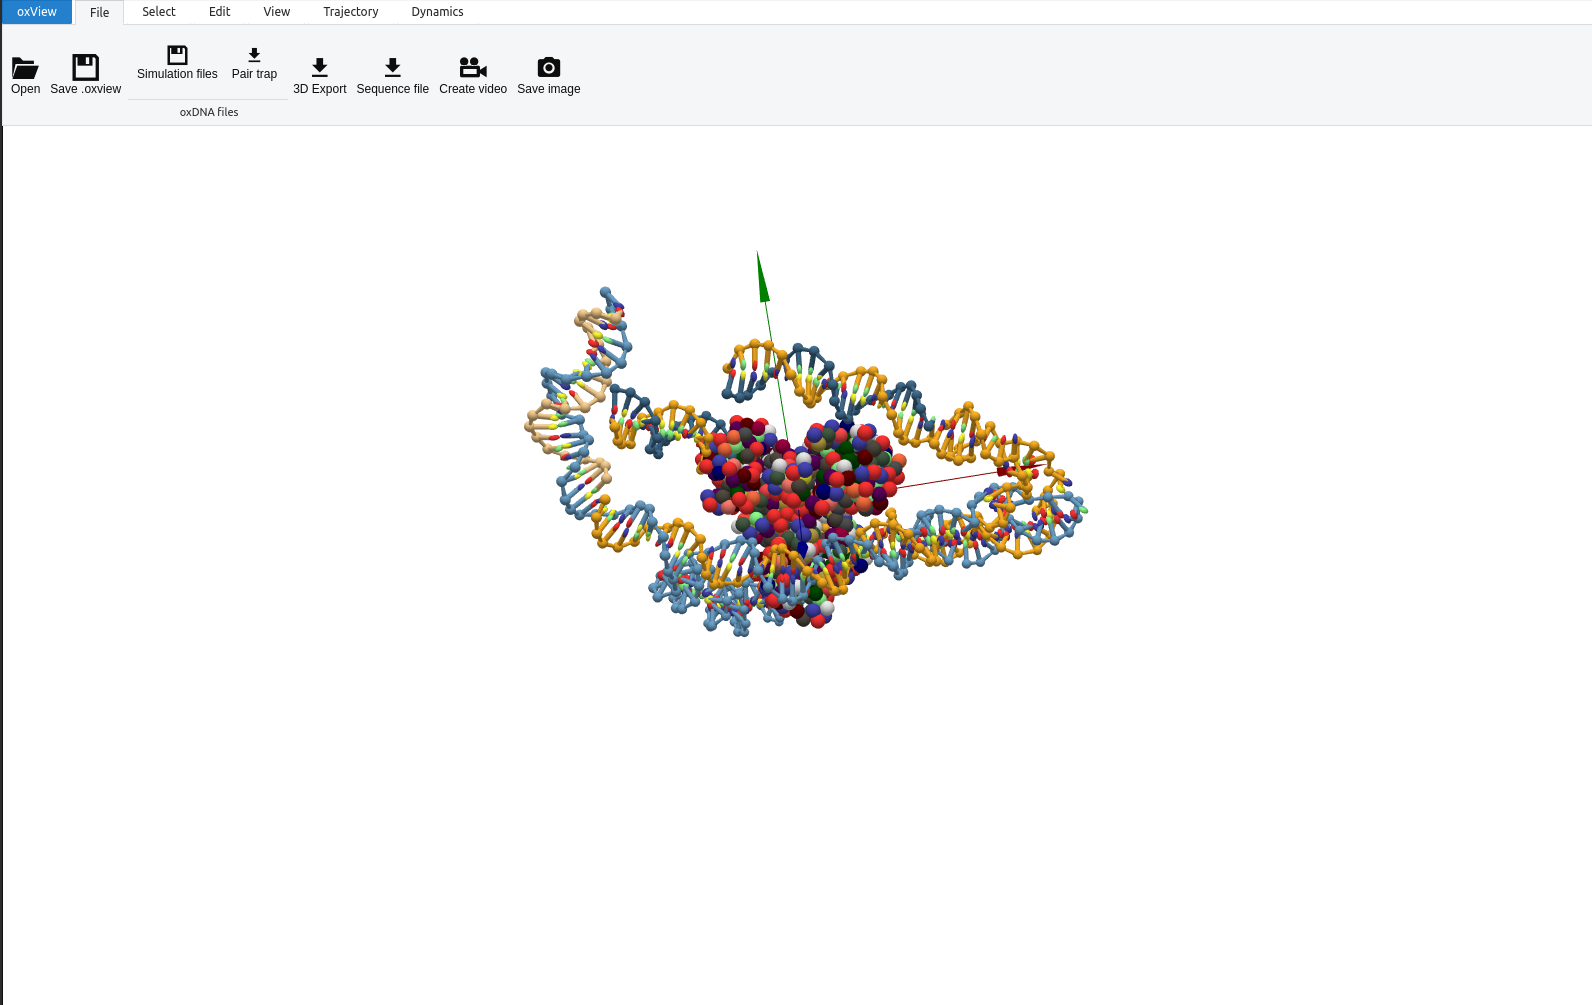 oxView File Select Edit View Trajectory Dynamics
Open Save .oxview Simulation files Pair trap 3D Export Sequence file Create video Save image
oxDNA files